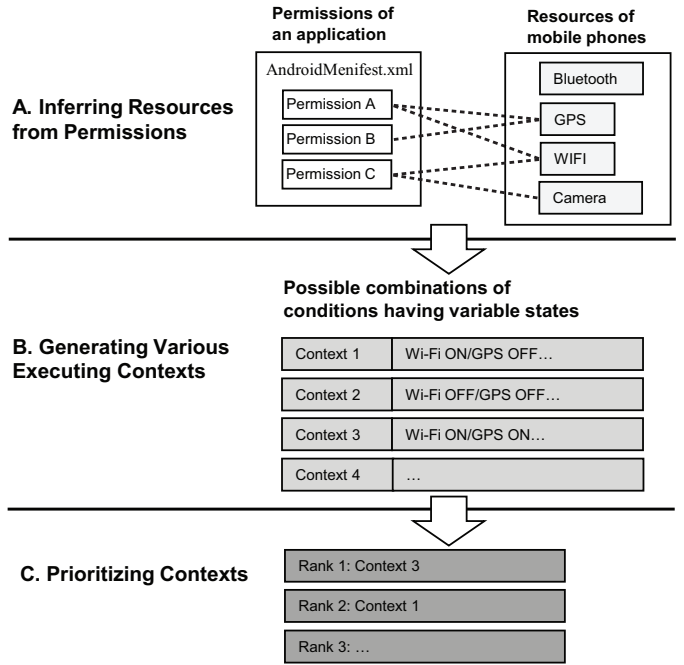 Permissions of
an application
Resources of
mobile phones
A. Inferring Resources
from Permissions
AndroidMenifest.xml
Permission A
Permission B
Permission C
Bluetooth
GPS
WIFI
Camera
Possible combinations of
conditions having variable states
B. Generating Various
Executing Contexts
Context 1 Wi-Fi ON/GPS OFF…
Context 2 Wi-Fi OFF/GPS OFF…
Context 3 Wi-Fi ON/GPS ON…
Context 4 …
C. Prioritizing Contexts
Rank 1: Context 3
Rank 2: Context 1
Rank 3: …